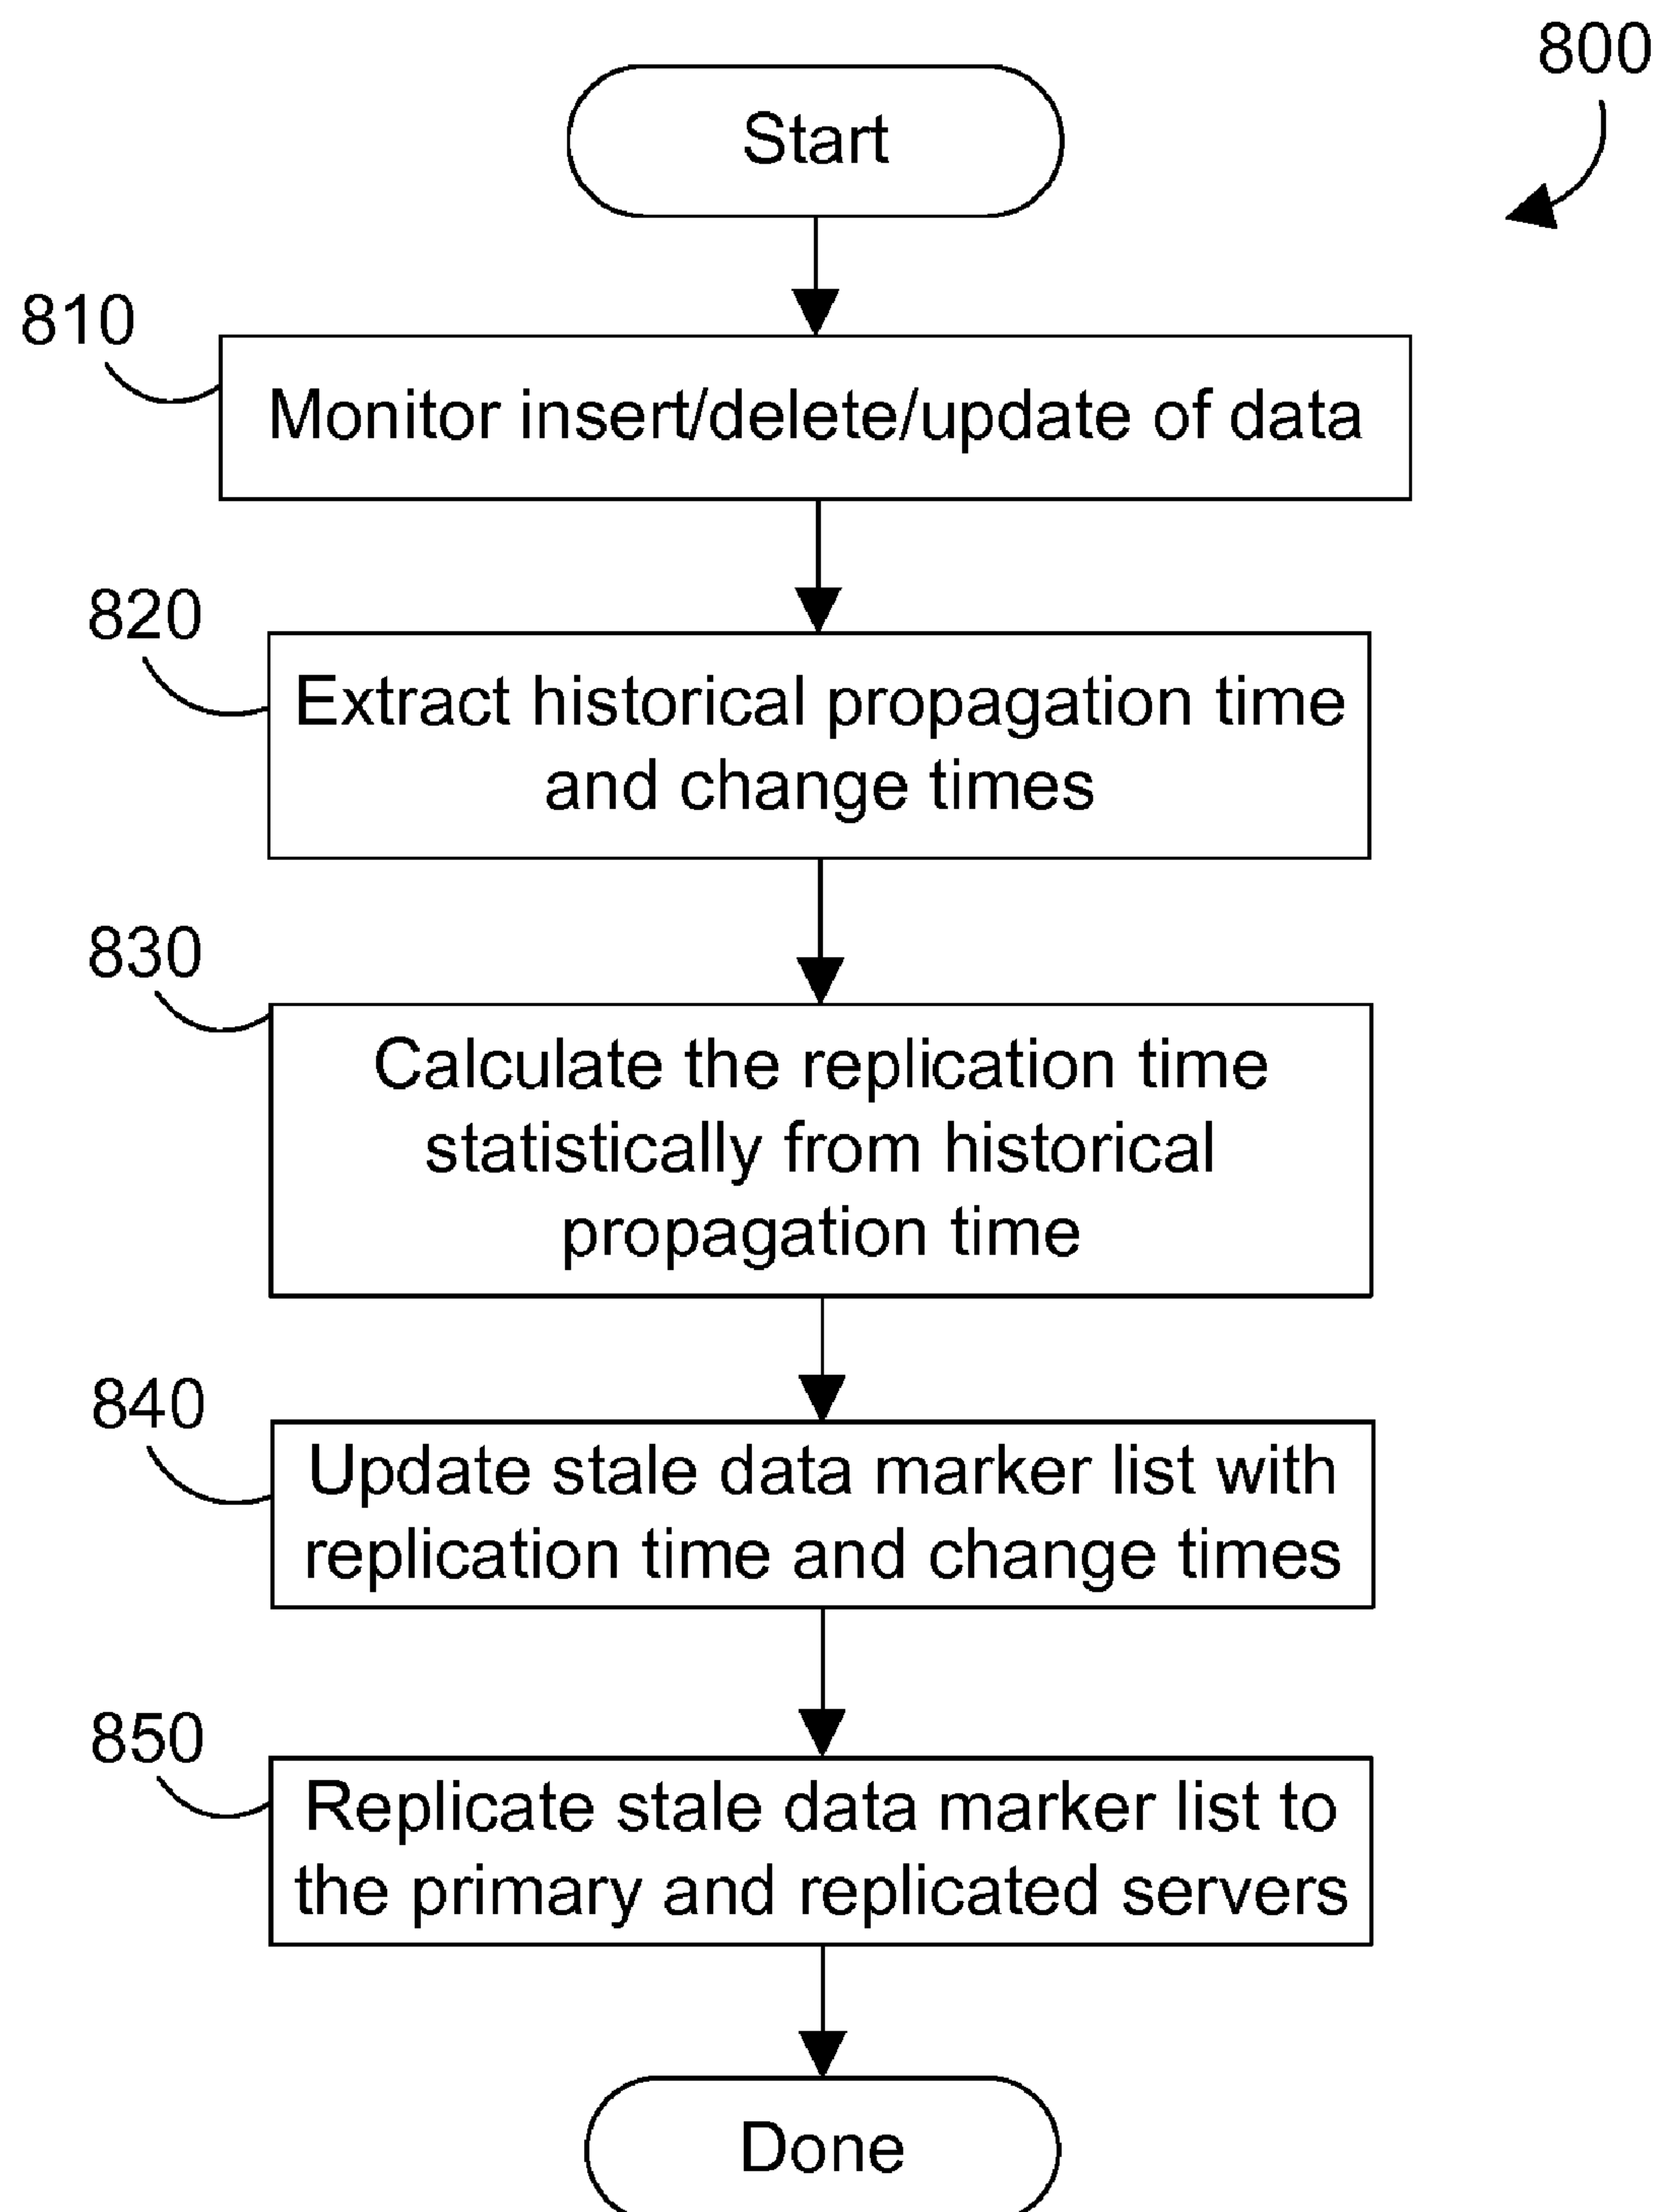 800
Start
810
Monitor insert/delete/update of data
820
Extract historical propagation time
and change times
830
Calculate the replication time
statistically from historical
propagation time
840
Update stale data marker list with
replication time and change times
850
Replicate stale data marker list to
the primary and replicated servers
Done